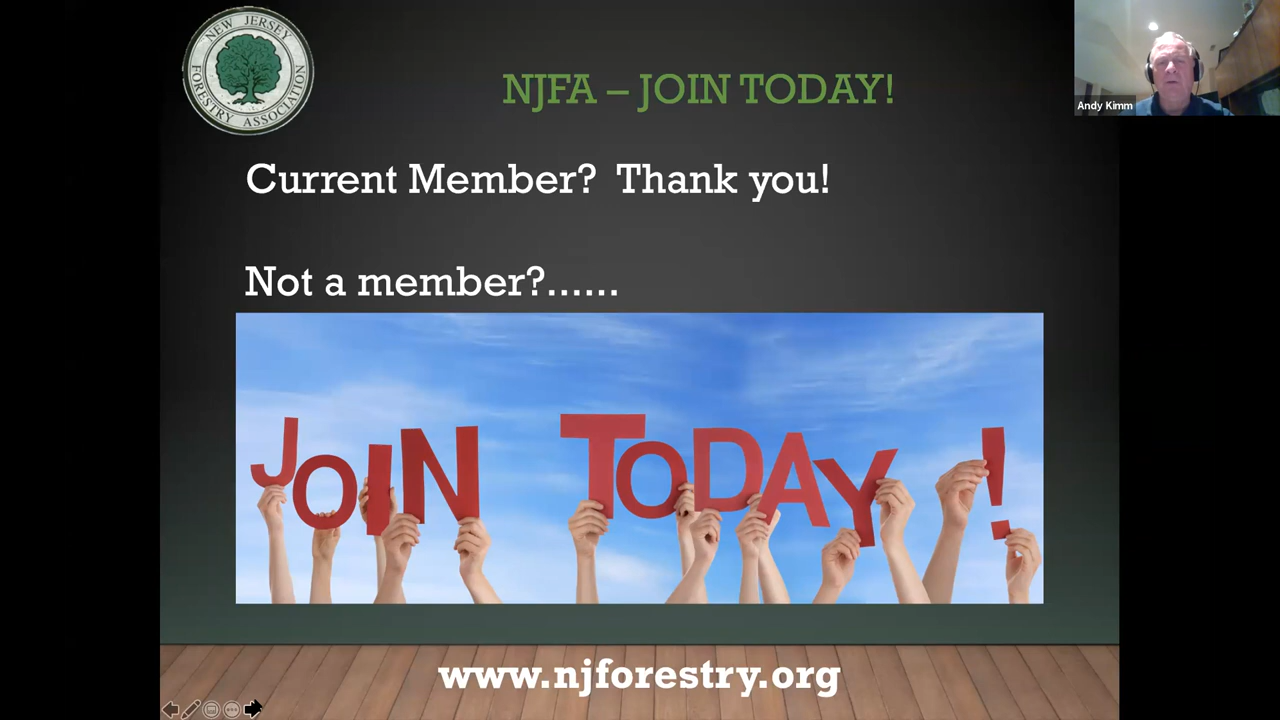 NEW JERSEY
FORESTRY ASSOCIATION
NJFA – JOIN TODAY!
Andy Kimm
Current Member?  Thank you!
Not a member?......
JOIN TODAY!
www.njforestry.org